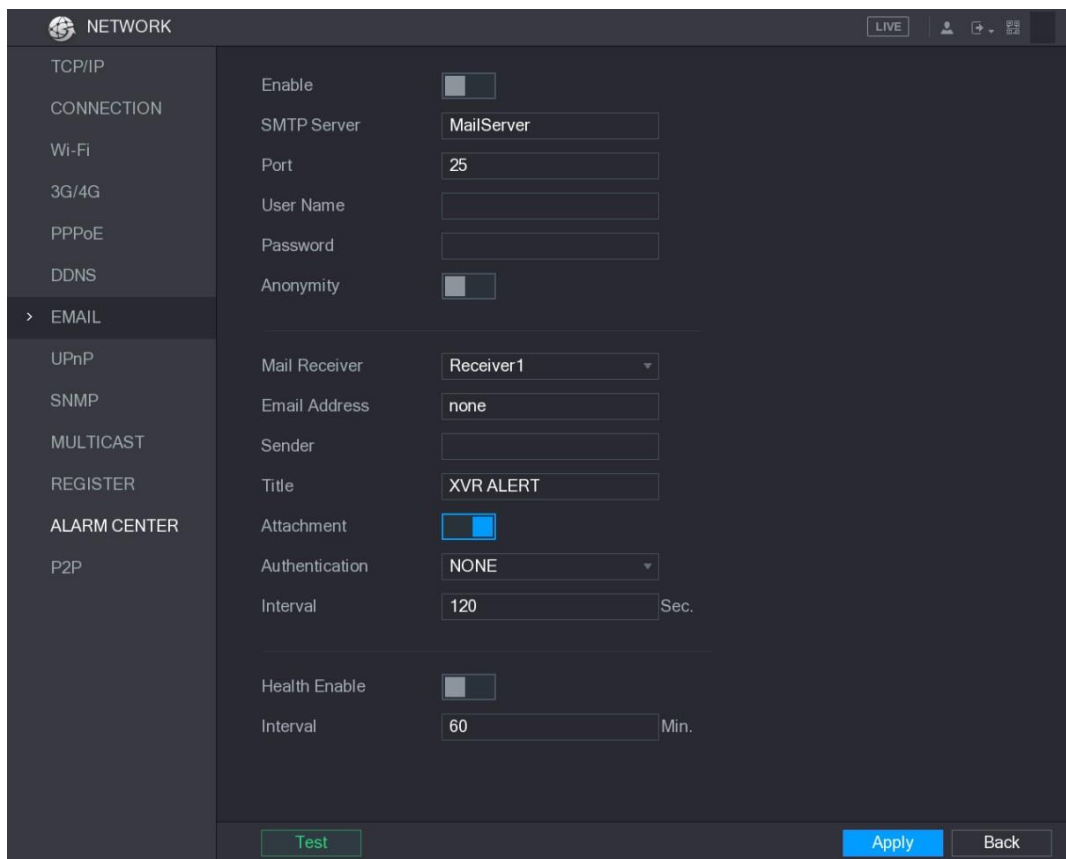 NETWORK
LIVE
TCP/IP
CONNECTION
Wi-Fi
3G/4G
PPPoE
DDNS
> EMAIL
UPnP
SNMP
MULTICAST
REGISTER
ALARM CENTER
P2P
Enable
SMTP Server MailServer
Port 25
User Name
Password
Anonymity
Mail Receiver Receiver1
Email Address none
Sender
Title XVR ALERT
Attachment
Authentication NONE
Interval 120 Sec.
Health Enable
Interval 60 Min.
Test Apply Back